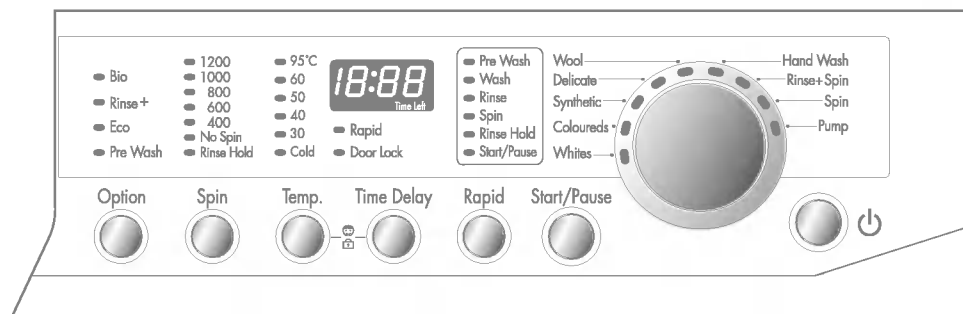 Bio
Rinse+
Eco
Pre Wash
1200
1000
800
600
400
No Spin
Rinse Hold
95°C
60
50
40
30
Cold
18:88
Time Left
Rapid
Door Lock
Pre Wash
Wash
Rinse
Spin
Rinse Hold
Start/Pause
Wool
Delicate
Synthetic
Coloureds
Whites
Hand Wash
Rinse+Spin
Spin
Pump
Option
Spin
Temp.
Time Delay
Rapid
Start/Pause